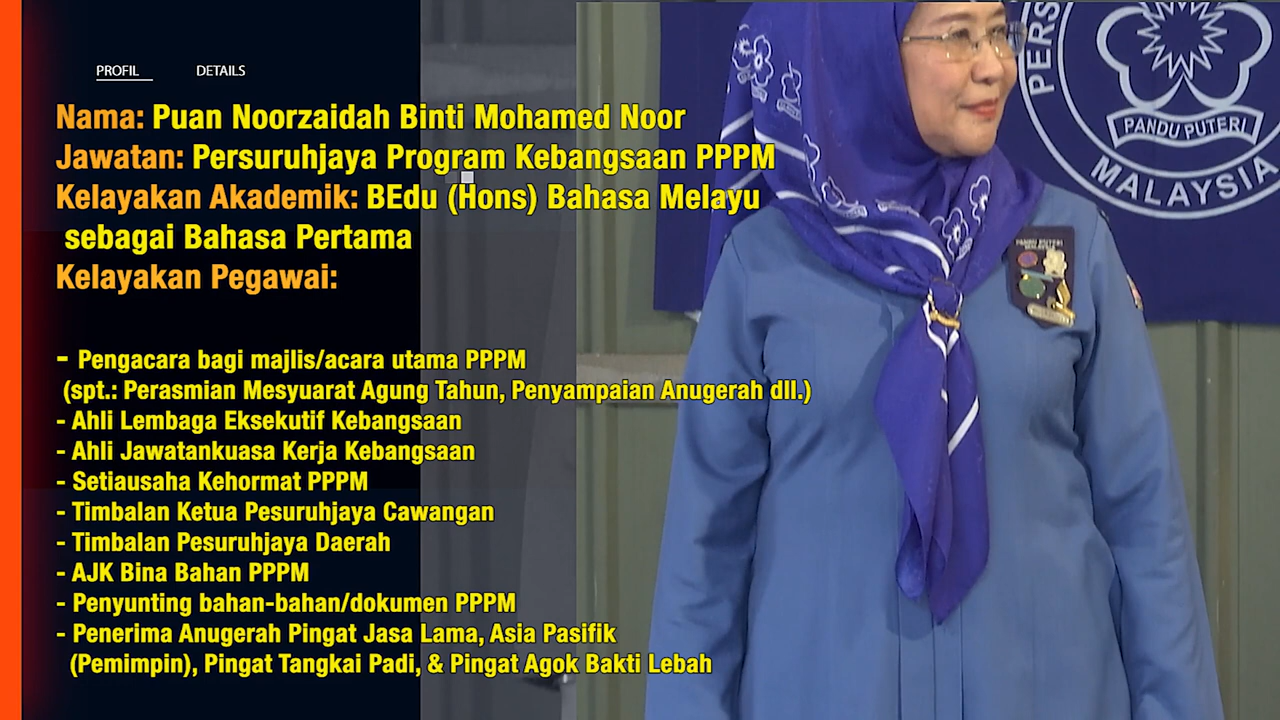 PROFIL DETAILS
Nama: Puan Noorzaidah Binti Mohamed Noor
Jawatan: Persuruhjaya Program Kebangsaan PPPM
Kelayakan Akademik: BEdu (Hons) Bahasa Melayu
sebagai Bahasa Pertama
Kelayakan Pegawai:
- Pengacara bagi majlis/acara utama PPPM
(spt.: Perasmian Mesyuarat Agung Tahun, Penyampaian Anugerah dll.)
- Ahli Lembaga Eksekutif Kebangsaan
- Ahli Jawatankuasa Kerja Kebangsaan
- Setiausaha Kehormat PPPM
- Timbalan Ketua Pesuruhjaya Cawangan
- Timbalan Pesuruhjaya Daerah
- AJK Bina Bahan PPPM
- Penyunting bahan-bahan/dokumen PPPM
- Penerima Anugerah Pingat Jasa Lama, Asia Pasifik
(Pemimpin), Pingat Tangkai Padi, & Pingat Agok Bakti Lebah
PERS
PANDU PUTERI
MALAYSIA
PANDU PUTERI
MALAYSIA